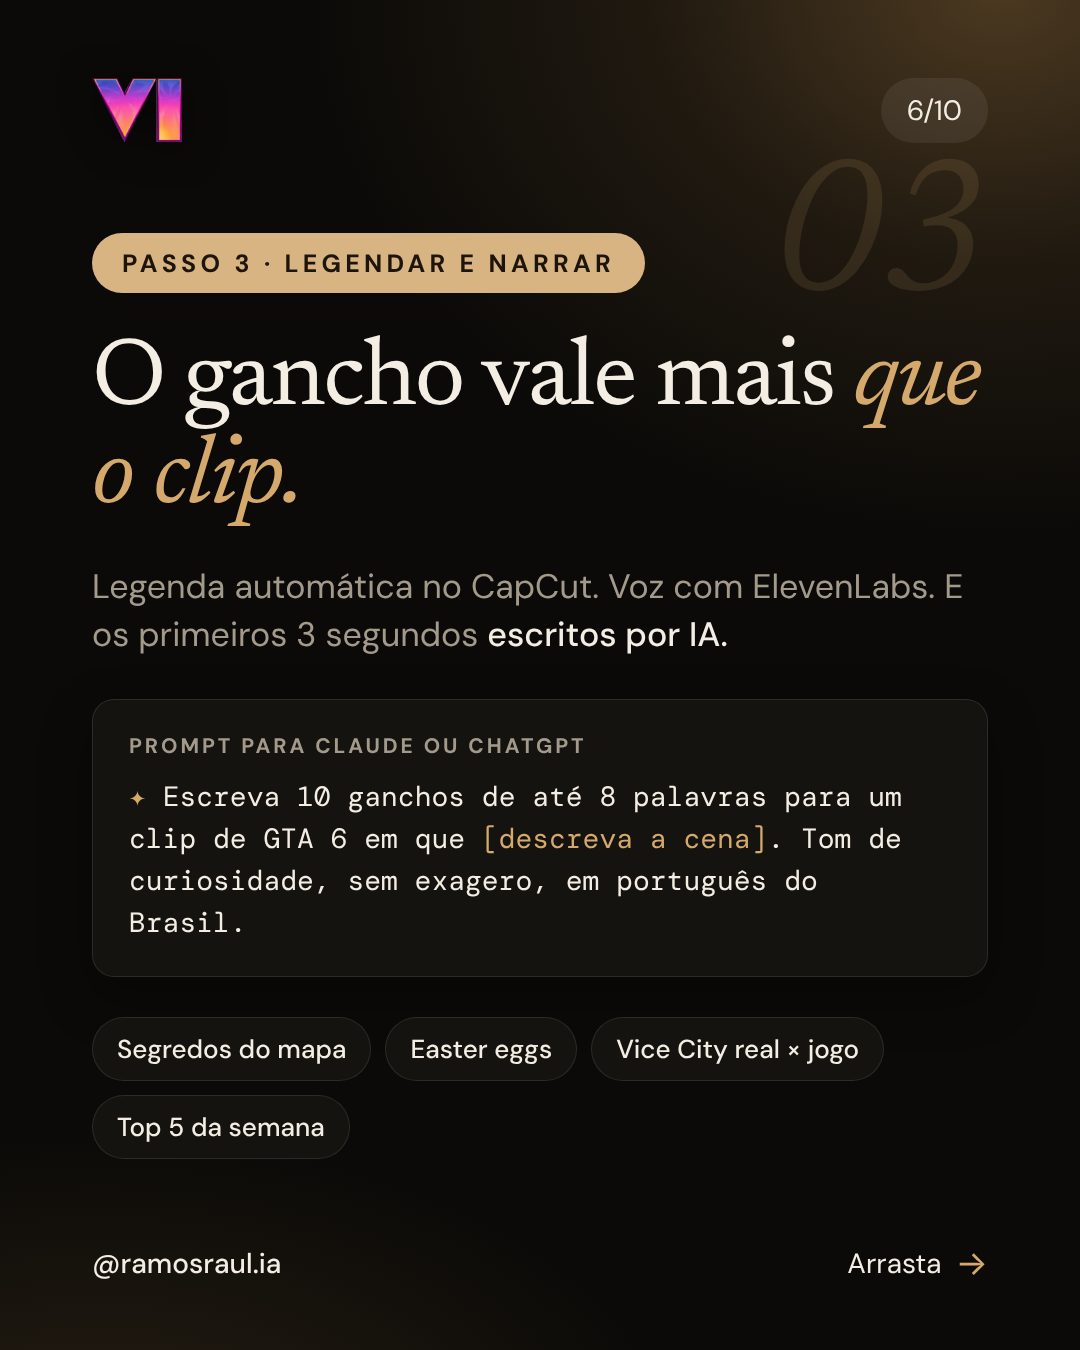 VI
6/10
03
PASSO 3 · LEGENDAR E NARRAR
O gancho vale mais que
o clip.
Legenda automática no CapCut. Voz com ElevenLabs. E
os primeiros 3 segundos escritos por IA.
PROMPT PARA CLAUDE OU CHATGPT
✦ Escreva 10 ganchos de até 8 palavras para um
clip de GTA 6 em que [descreva a cena]. Tom de
curiosidade, sem exagero, em português do
Brasil.
Segredos do mapa
Easter eggs
Vice City real × jogo
Top 5 da semana
@ramosraul.ia
Arrasta →